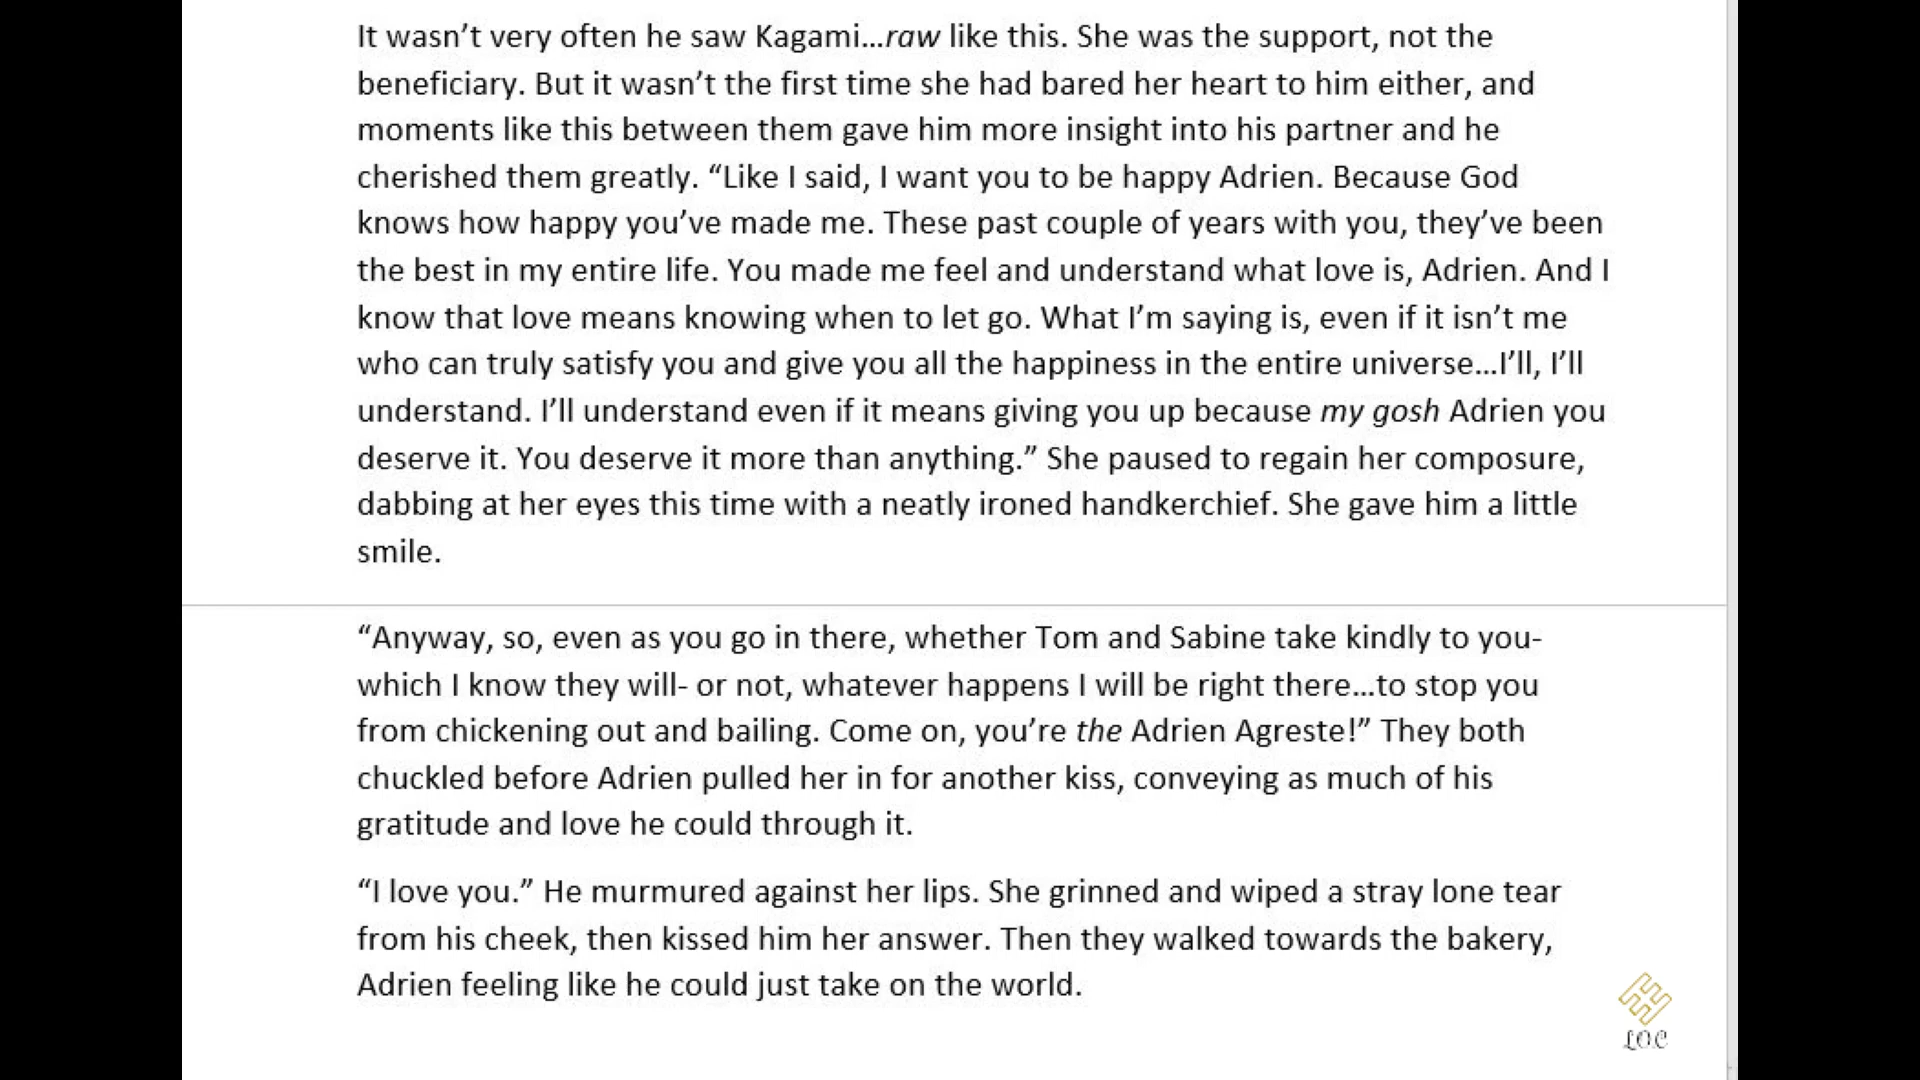 It wasn’t very often he saw Kagami…raw like this. She was the support, not the
beneficiary. But it wasn’t the first time she had bared her heart to him either, and
moments like this between them gave him more insight into his partner and he
cherished them greatly. “Like I said, I want you to be happy Adrien. Because God
knows how happy you’ve made me. These past couple of years with you, they’ve been
the best in my entire life. You made me feel and understand what love is, Adrien. And I
know that love means knowing when to let go. What I’m saying is, even if it isn’t me
who can truly satisfy you and give you all the happiness in the entire universe…I’ll, I’ll
understand. I’ll understand even if it means giving you up because my gosh Adrien you
deserve it. You deserve it more than anything.” She paused to regain her composure,
dabbing at her eyes this time with a neatly ironed handkerchief. She gave him a little
smile.
“Anyway, so, even as you go in there, whether Tom and Sabine take kindly to you-
which I know they will- or not, whatever happens I will be right there…to stop you
from chickening out and bailing. Come on, you’re the Adrien Agreste!” They both
chuckled before Adrien pulled her in for another kiss, conveying as much of his
gratitude and love he could through it.
“I love you.” He murmured against her lips. She grinned and wiped a stray lone tear
from his cheek, then kissed him her answer. Then they walked towards the bakery,
Adrien feeling like he could just take on the world.
LOC